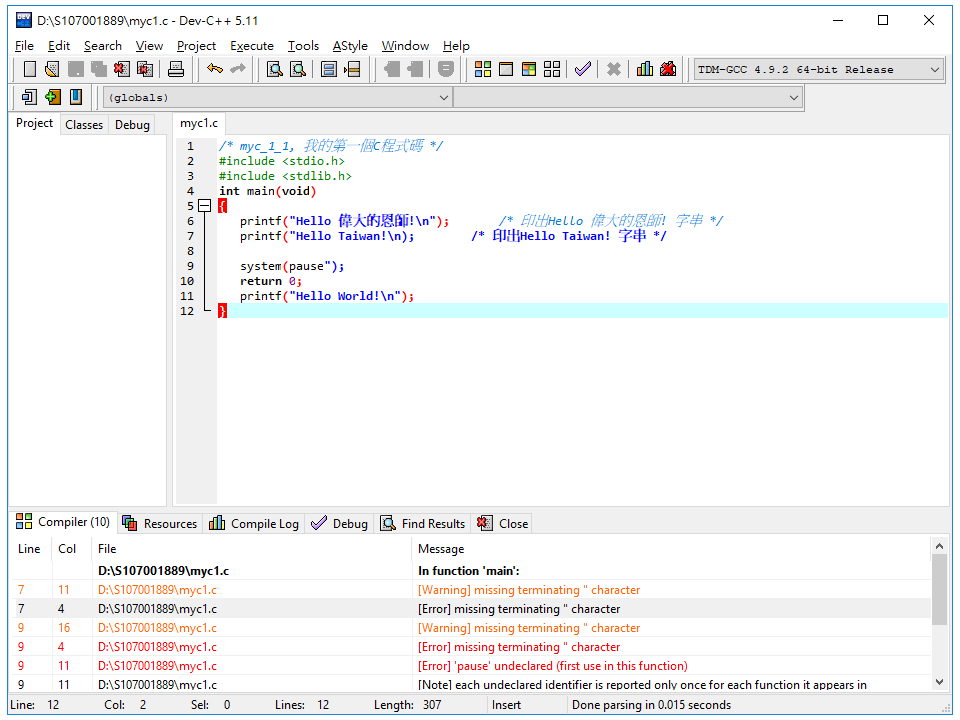 D:\S107001889\myc1.c - Dev-C++ 5.11
File Edit Search View Project Execute Tools AStyle Window Help
TDM-GCC 4.9.2 64-bit Release
(globals)
Project Classes Debug
myc1.c
1 /* myc_1_1, 我的第一個C程式碼 */
2 #include <stdio.h>
3 #include <stdlib.h>
4 int main(void)
5 {
6 printf("Hello 偉大的恩師!\n"); /* 印出Hello 偉大的恩師! 字串 */
7 printf("Hello Taiwan!\n); /* 印出Hello Taiwan! 字串 */
8
9 system(pause");
10 return 0;
11 printf("Hello World!\n");
12 }
Compiler (10) Resources Compile Log Debug Find Results Close
Line Col File Message
D:\S107001889\myc1.c In function 'main':
7 11 D:\S107001889\myc1.c [Warning] missing terminating " character
7 4 D:\S107001889\myc1.c [Error] missing terminating " character
9 16 D:\S107001889\myc1.c [Warning] missing terminating " character
9 4 D:\S107001889\myc1.c [Error] missing terminating " character
9 11 D:\S107001889\myc1.c [Error] 'pause' undeclared (first use in this function)
9 11 D:\S107001889\myc1.c [Note] each undeclared identifier is reported only once for each function it appears in
Line: 12 Col: 2 Sel: 0 Lines: 12 Length: 307 Insert Done parsing in 0.015 seconds